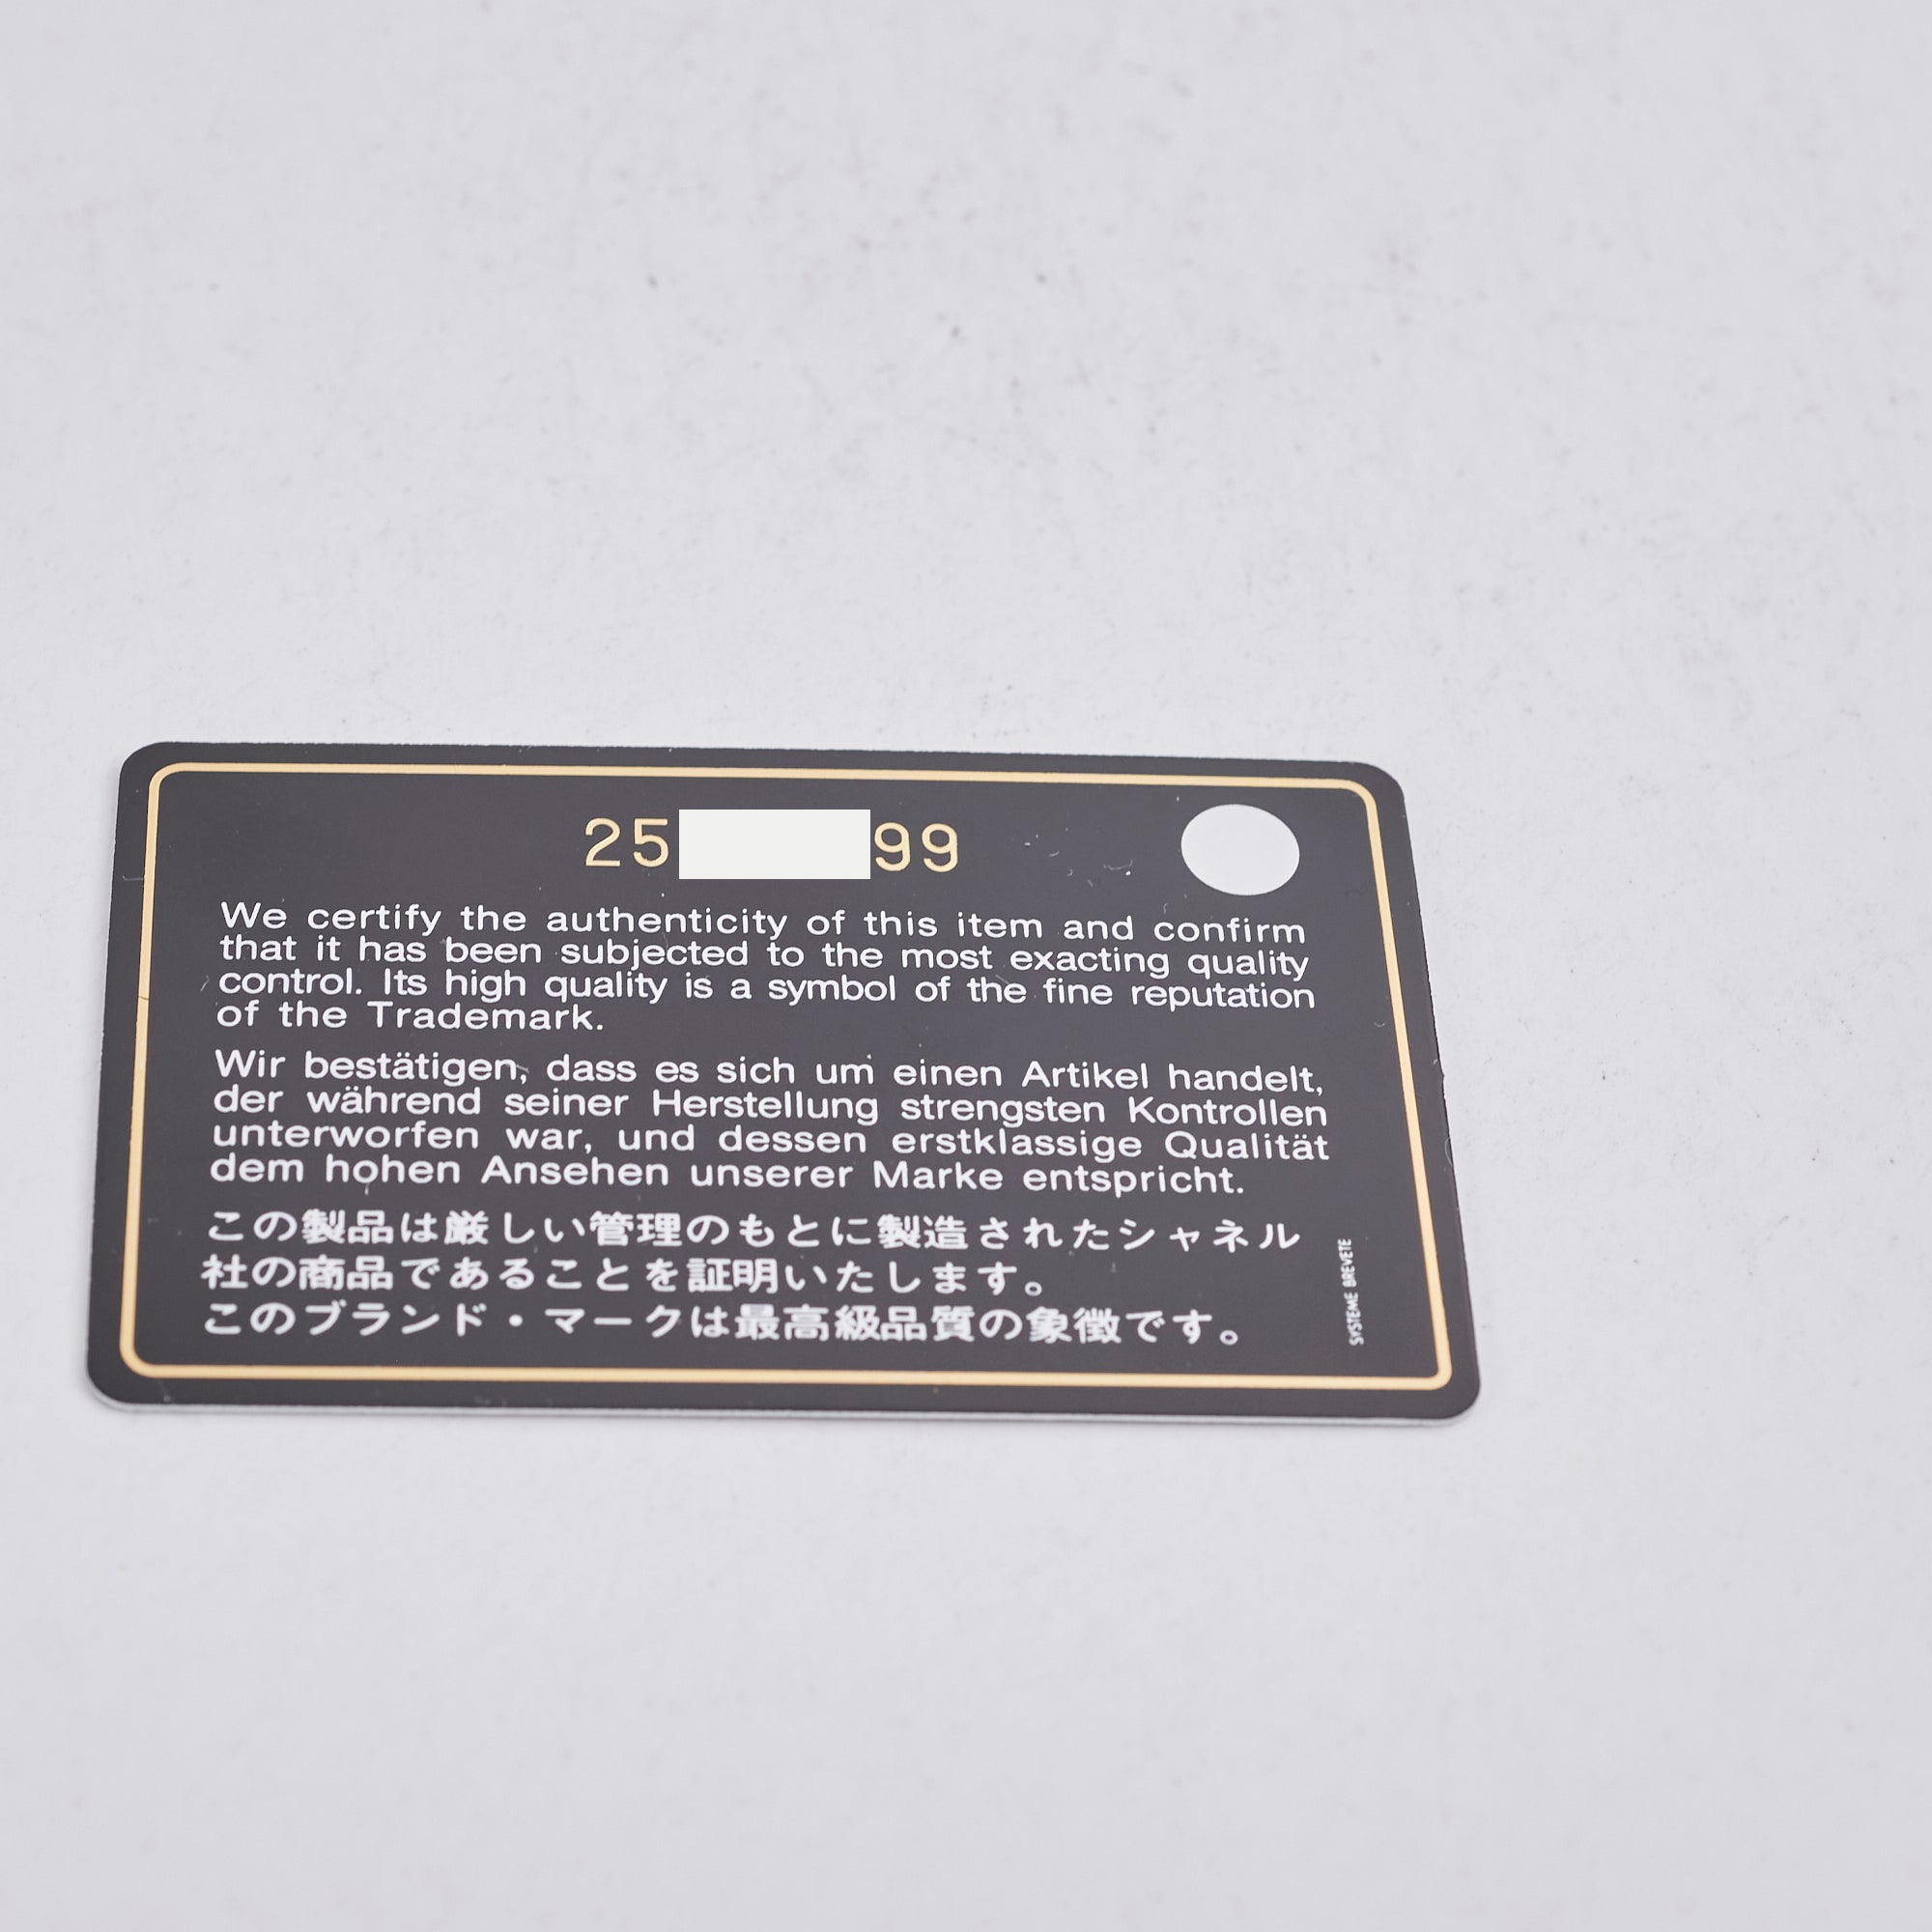 25 99
We certify the authenticity of this item and confirm
that it has been subjected to the most exacting quality
control. Its high quality is a symbol of the fine reputation
of the Trademark.
Wir bestätigen, dass es sich um einen Artikel handelt,
der während seiner Herstellung strengsten Kontrollen
unterworfen war, und dessen erstklassige Qualität
dem hohen Ansehen unserer Marke entspricht.
この製品は厳しい管理のもとに製造されたシャネル
社の商品であることを証明いたします。
このブランド・マークは最高級品質の象徴です。
SYSTEME BREVETE